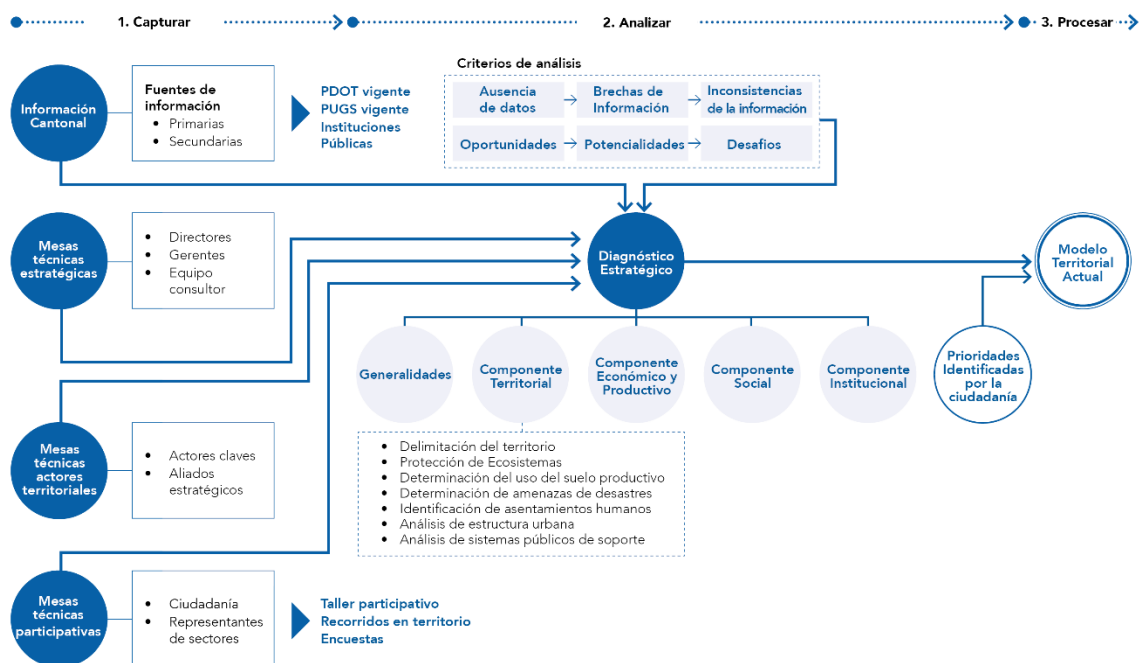 1. Capturar
2. Analizar
3. Procesar
Información
Cantonal
Fuentes de
información
• Primarias
• Secundarias
PDOT vigente
PUGS vigente
Instituciones
Públicas
Criterios de análisis
Ausencia
de datos
Brechas de
Información
Inconsistencias
de la información
Oportunidades
Potencialidades
Desafios
Mesas
técnicas
estratégicas
• Directores
• Gerentes
• Equipo
consultor
Diagnóstico
Estratégico
Modelo
Territorial
Actual
Generalidades
Componente
Territorial
Componente
Económico y
Productivo
Componente
Social
Componente
Institucional
Prioridades
Identificadas
por la
ciudadanía
Mesas
técnicas
actores
territoriales
• Actores claves
• Aliados
estratégicos
• Delimitación del territorio
• Protección de Ecosistemas
• Determinación del uso del suelo productivo
• Determinación de amenazas de desastres
• Identificación de asentamientos humanos
• Análisis de estructura urbana
• Análisis de sistemas públicos de soporte
Mesas
técnicas
participativas
• Ciudadanía
• Representantes
de sectores
Taller participativo
Recorridos en territorio
Encuestas